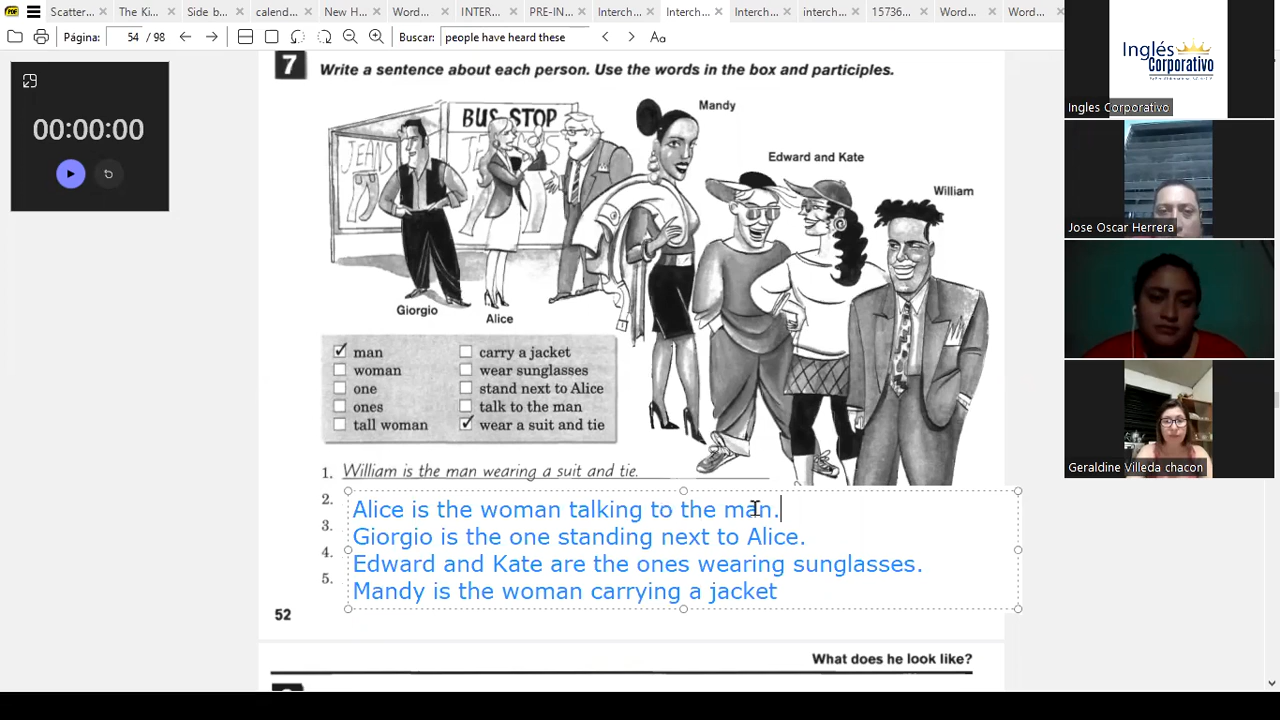 Scatter...
The Ki...
Side b...
calend...
New H...
Word...
INTER...
PRE-IN...
Interch...
Interch...
Interch...
interch...
15736...
Word...
Word...
Página:
54 / 98
Buscar:
people have heard these
Aa
00:00:00
7 Write a sentence about each person. Use the words in the box and participles.
BUS STOP
JEANS
Mandy
Edward and Kate
William
Giorgio
Alice
man
woman
one
ones
tall woman
carry a jacket
wear sunglasses
stand next to Alice
talk to the man
wear a suit and tie
1. William is the man wearing a suit and tie.
2. Alice is the woman talking to the man.
3. Giorgio is the one standing next to Alice.
4. Edward and Kate are the ones wearing sunglasses.
5. Mandy is the woman carrying a jacket
52
What does he look like?
Inglés
Corporativo
Ingles Corporativo
Jose Oscar Herrera
Geraldine Villeda chacon